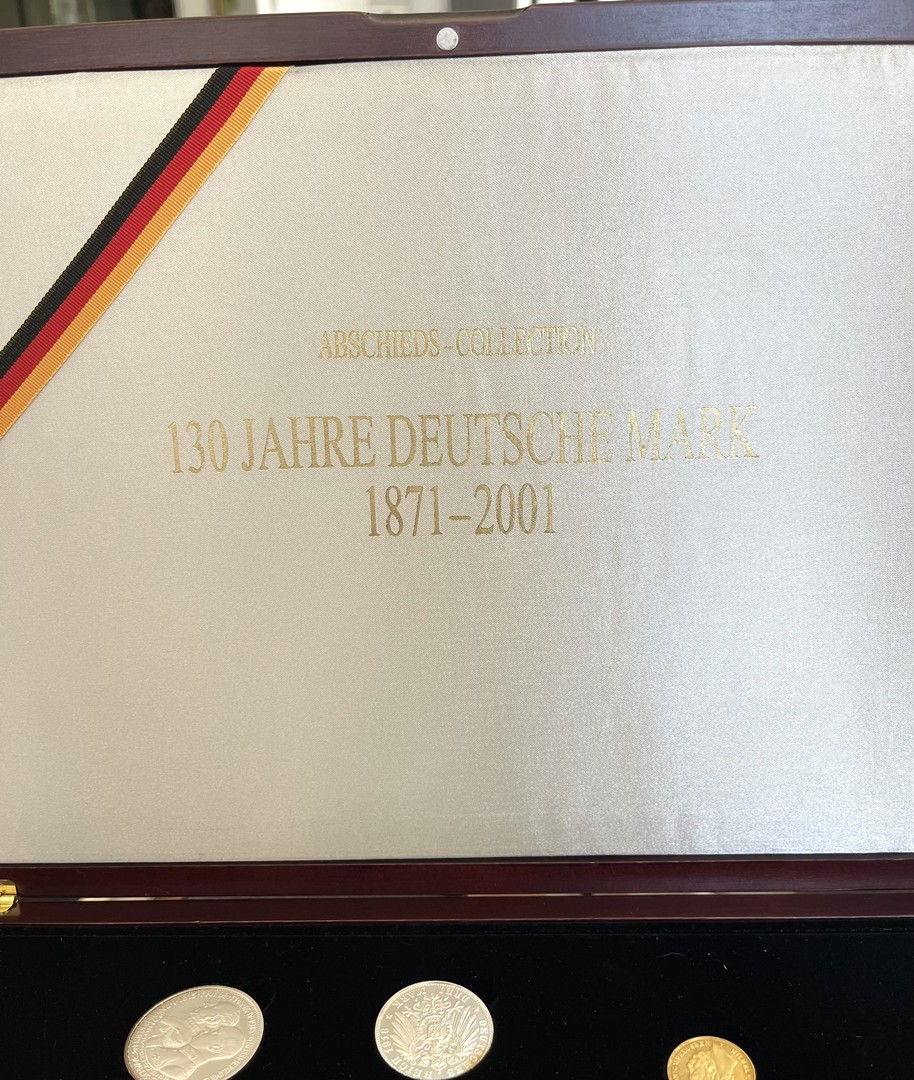 ABSCHIEDS-COLLECTION
130 JAHRE DEUTSCHE MARK
1871–2001